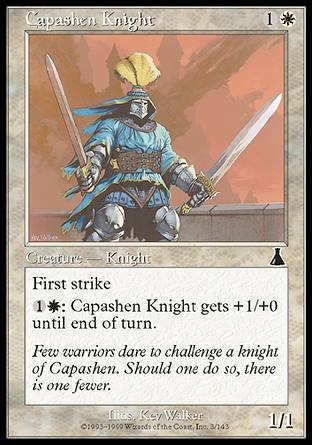 Capashen Knight 1
Creature — Knight
First strike
1 : Capashen Knight gets +1/+0
until end of turn.
Few warriors dare to challenge a knight
of Capashen. Should one do so, there
is one fewer.
1/1
Illus. Kev Walker
©1993-1999 Wizards of the Coast, Inc. 3/143